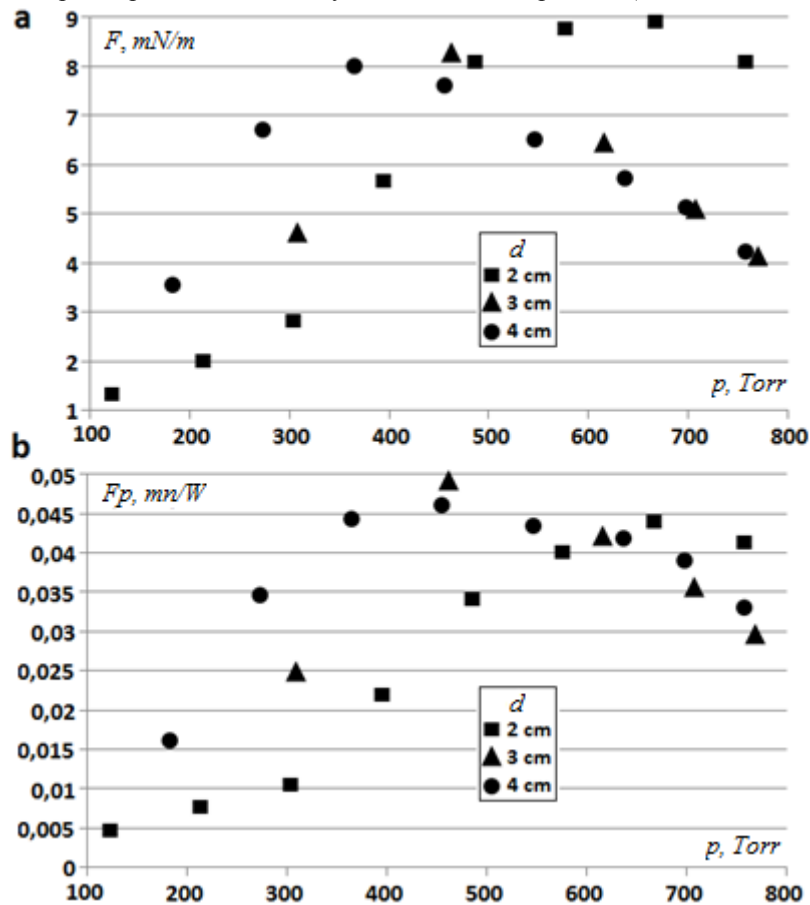 a
F, mN/m
9
8
7
6
5
4
3
2
1
d
2 cm
3 cm
4 cm
p, Torr
100 200 300 400 500 600 700 800
b
Fp, mn/W
0,05
0,045
0,04
0,035
0,03
0,025
0,02
0,015
0,01
0,005
0
d
2 cm
3 cm
4 cm
p, Torr
100 200 300 400 500 600 700 800